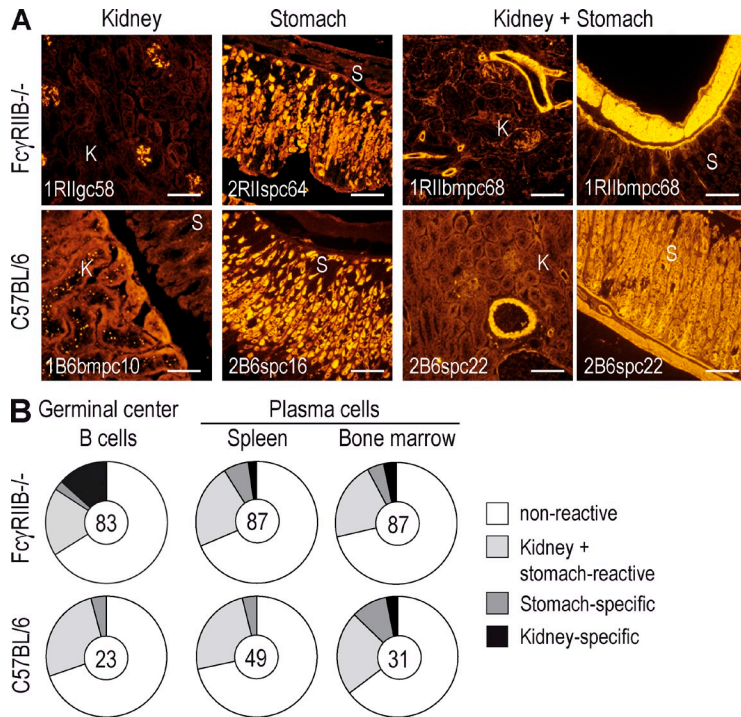 A
Kidney
Stomach
Kidney + Stomach
FcγRIIB-/-
K
1RIIgc58
S
2RIIspc64
K
1RIIbmpc68
S
1RIIbmpc68
C57BL/6
K
S
1B6bmpc10
S
2B6spc16
K
2B6spc22
S
2B6spc22
B
Germinal center
B cells
Plasma cells
Spleen
Bone marrow
FcγRIIB-/-
83
87
87
C57BL/6
23
49
31
non-reactive
Kidney +
stomach-reactive
Stomach-specific
Kidney-specific